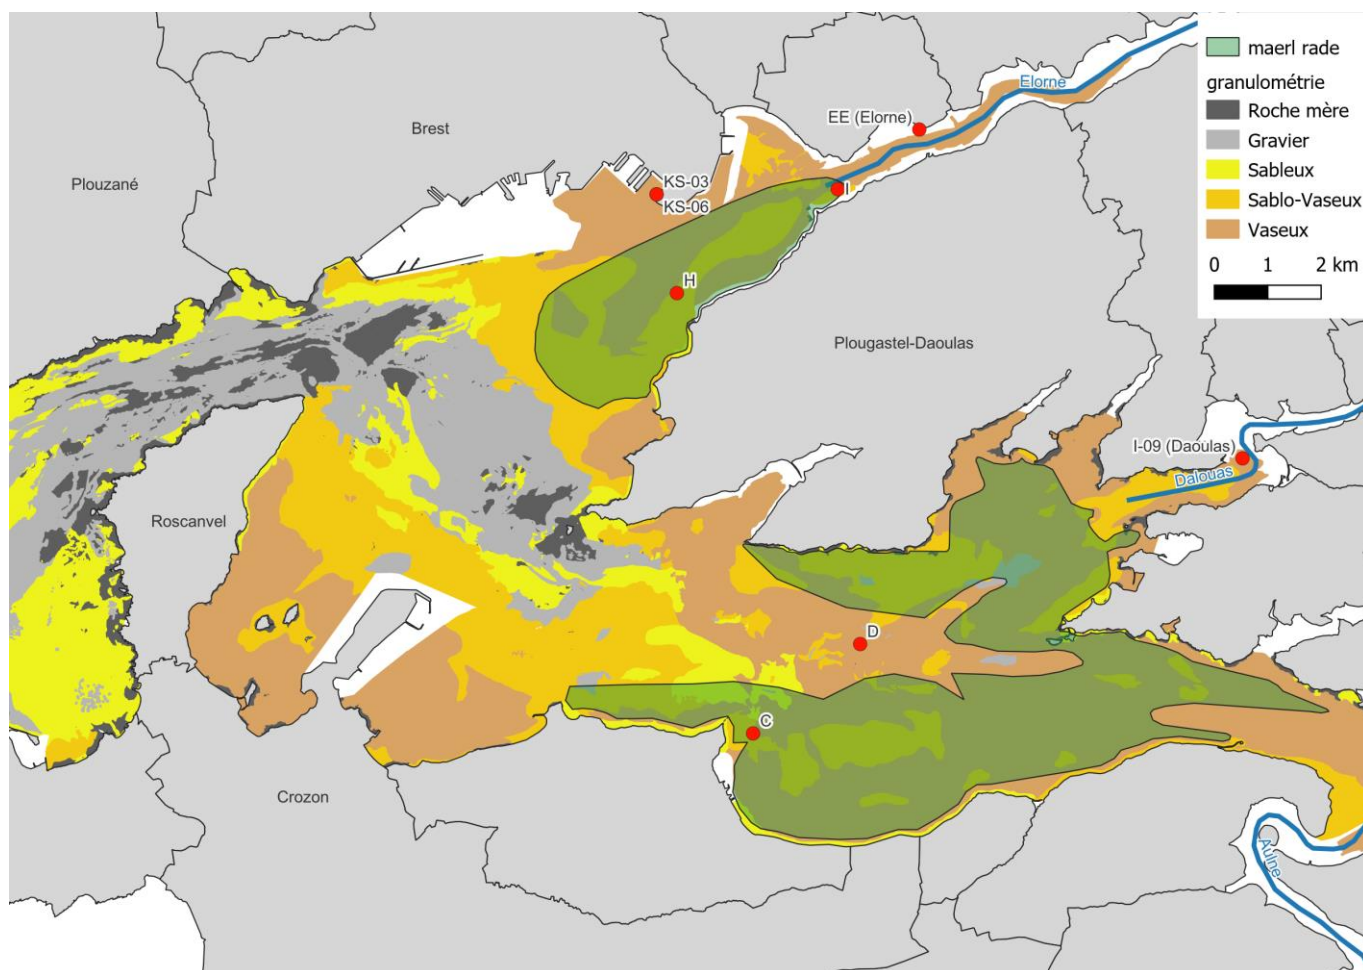 maerl rade
granulométrie
Roche mère
Gravier
Sableux
Sablo-Vaseux
Vaseux
0 1 2 km
Elorne
EE (Elorne)
Brest
Plouzané
KS-03
KS-06
I
H
Plougastel-Daoulas
I-09 (Daoulas)
Dalouas
Roscanvel
D
C
Crozon
Aulne